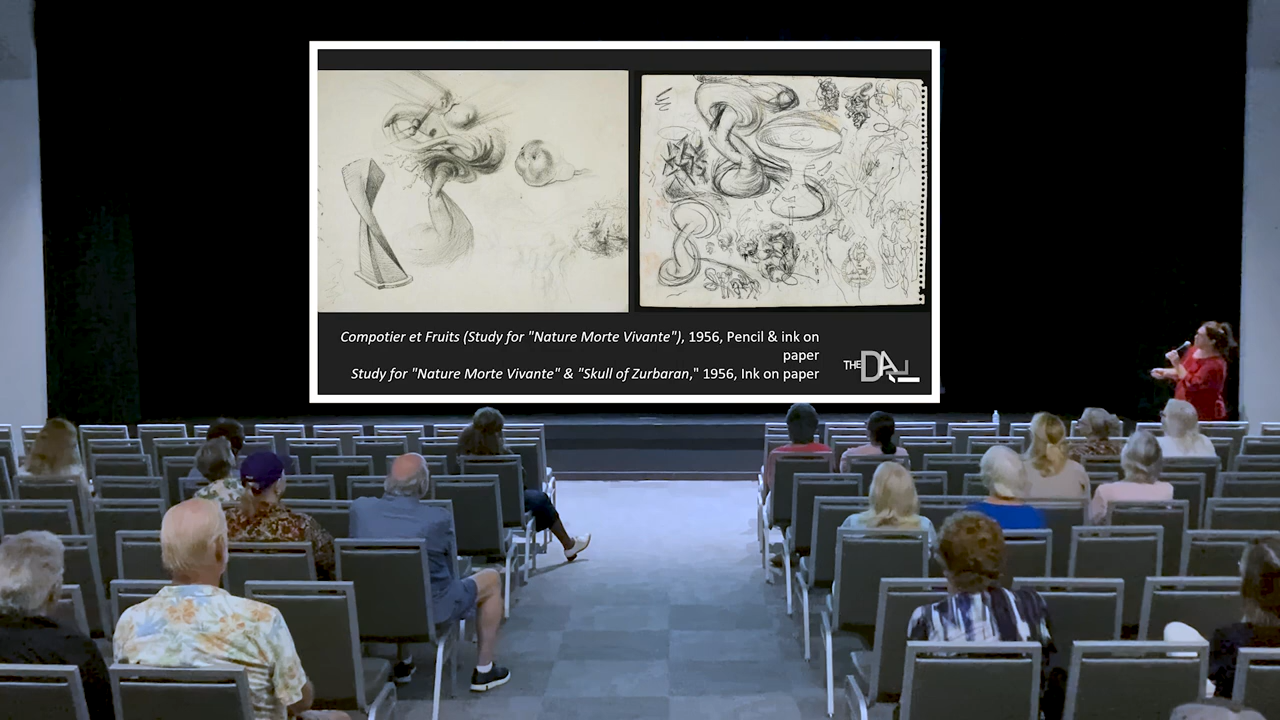 Compotier et Fruits (Study for "Nature Morte Vivante"), 1956, Pencil & ink on
paper
Study for "Nature Morte Vivante" & "Skull of Zurbaran," 1956, Ink on paper
THE DALÍ